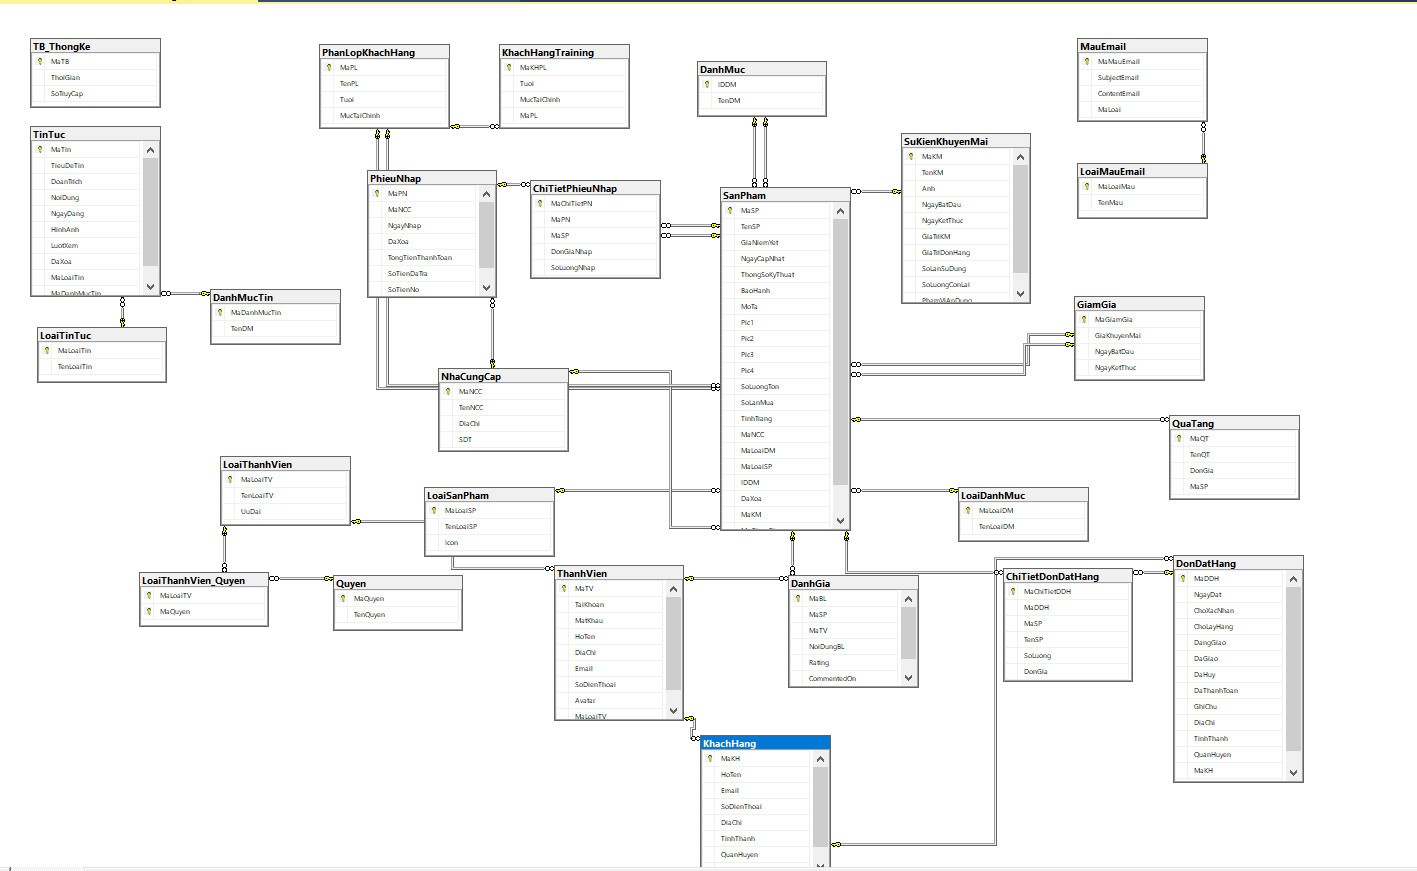 TB_ThongKe
MaTB
ThoiGian
SoTruyCap
TinTuc
MaTin
TieuDeTin
DoanTrich
NoiDung
NgayDang
HinhAnh
LuotXem
DaXoa
MaLoaiTin
MaDanhMucTin
DanhMucTin
MaDanhMucTin
TenDM
LoaiTinTuc
MaLoaiTin
TenLoaiTin
PhanLopKhachHang
MaPL
TenPL
Tuoi
MucTaiChinh
KhachHangTraining
MaKHPL
Tuoi
MucTaiChinh
MaPL
DanhMuc
IDDM
TenDM
MauEmail
MaMauEmail
SubjectEmail
ContentEmail
MaLoai
LoaiMauEmail
MaLoaiMau
TenMau
SuKienKhuyenMai
MaKM
TenKM
Anh
NgayBatDau
NgayKetThuc
GiaTriKM
GiaTriDonHang
SoLanSuDung
SoLuongConLai
PhamViApDung
PhieuNhap
MaPN
MaNCC
NgayNhap
DaXoa
TongTienThanhToan
SoTienDaTra
SoTienNo
ChiTietPhieuNhap
MaChiTietPN
MaPN
MaSP
DonGiaNhap
SoLuongNhap
SanPham
MaSP
TenSP
GiaNiemYet
NgayCapNhat
ThongSoKyThuat
BaoHanh
MoTa
Pic1
Pic2
Pic3
Pic4
SoLuongTon
SoLanMua
TinhTrang
MaNCC
MaLoaiDM
MaLoaiSP
IDDM
DaXoa
MaKM
GiamGia
MaGiamGia
GiaKhuyenMai
NgayBatDau
NgayKetThuc
NhaCungCap
MaNCC
TenNCC
DiaChi
SDT
QuaTang
MaQT
TenQT
DonGia
MaSP
LoaiThanhVien
MaLoaiTV
TenLoaiTV
UuDai
LoaiSanPham
MaLoaiSP
TenLoaiSP
Icon
LoaiDanhMuc
MaLoaiDM
TenLoaiDM
LoaiThanhVien_Quyen
MaLoaiTV
MaQuyen
Quyen
MaQuyen
TenQuyen
ThanhVien
MaTV
TaiKhoan
MatKhau
HoTen
DiaChi
Email
SoDienThoai
Avatar
MaLoaiTV
DanhGia
MaBL
MaSP
MaTV
NoiDungBL
Rating
CommentedOn
ChiTietDonDatHang
MaChiTietDDH
MaDDH
MaSP
TenSP
SoLuong
DonGia
DonDatHang
MaDDH
NgayDat
ChoXacNhan
ChoLayHang
DangGiao
DaGiao
DaHuy
DaThanhToan
GhiChu
DiaChi
TinhThanh
QuanHuyen
MaKH
KhachHang
MaKH
HoTen
Email
SoDienThoai
DiaChi
TinhThanh
QuanHuyen